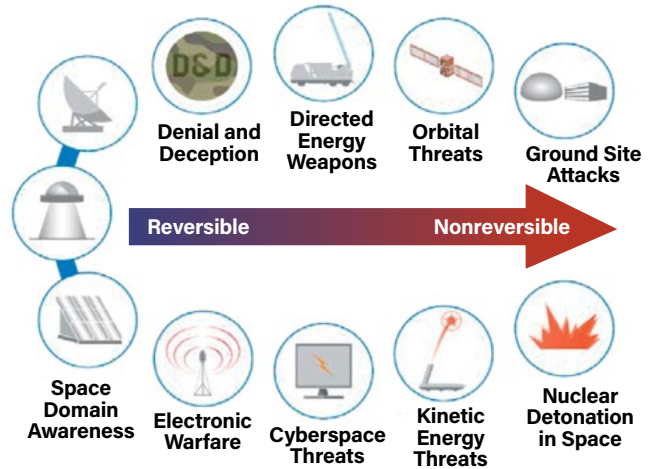 D&D
Denial and
Deception
Directed
Energy
Weapons
Orbital
Threats
Ground Site
Attacks
Reversible
Nonreversible
Space
Domain
Awareness
Electronic
Warfare
Cyberspace
Threats
Kinetic
Energy
Threats
Nuclear
Detonation
in Space